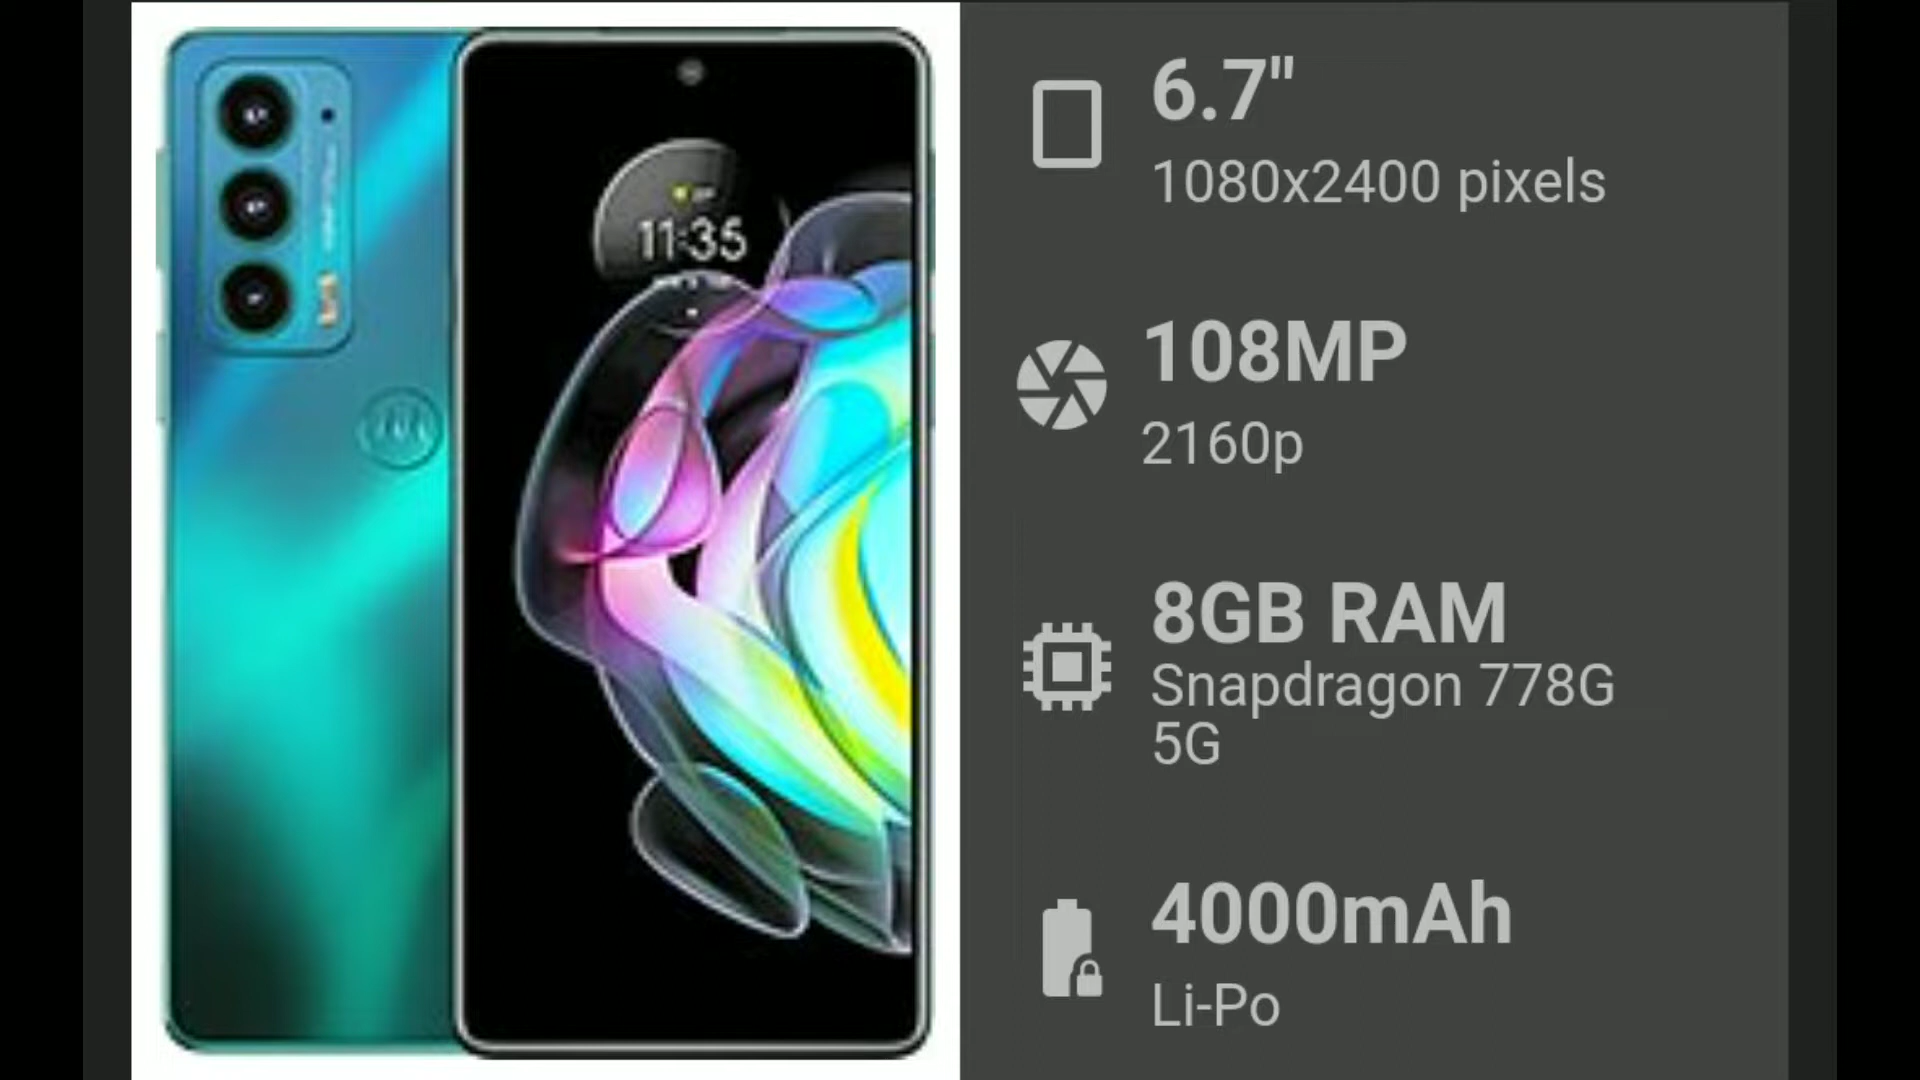 11:35
6.7"
1080x2400 pixels
108MP
2160p
8GB RAM
Snapdragon 778G
5G
4000mAh
Li-Po